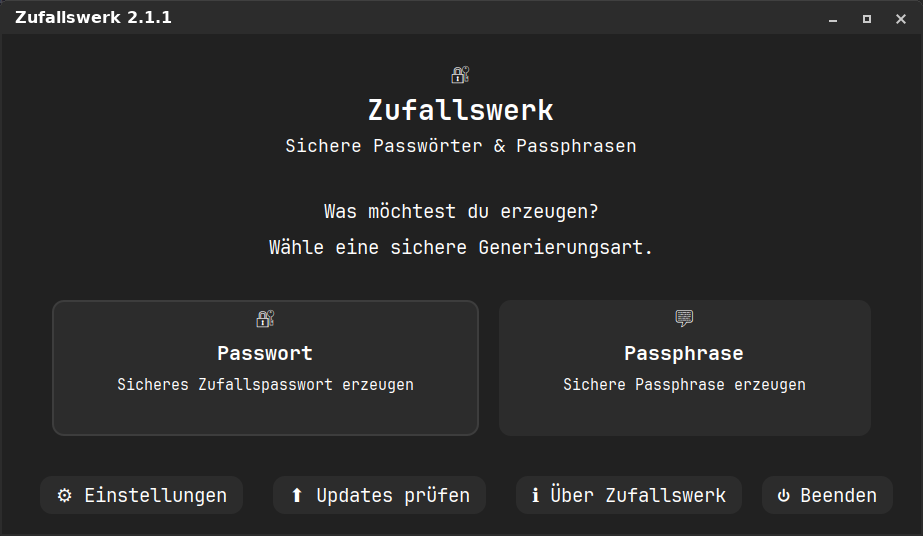 Zufallswerk 2.1.1
Zufallswerk
Sichere Passwörter & Passphrasen
Was möchtest du erzeugen?
Wähle eine sichere Generierungsart.
Passwort
Sicheres Zufallspasswort erzeugen
Passphrase
Sichere Passphrase erzeugen
Einstellungen
Updates prüfen
Über Zufallswerk
Beenden